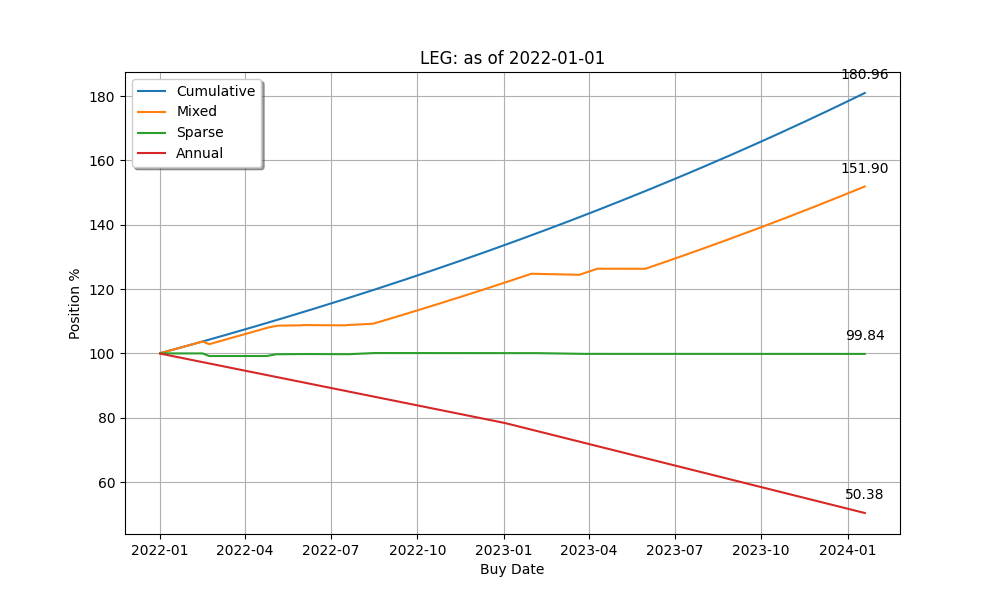 LEG: as of 2022-01-01
180.96
151.90
99.84
50.38
Cumulative
Mixed
Sparse
Annual
180
160
140
120
100
80
60
Position %
2022-01 2022-04 2022-07 2022-10 2023-01 2023-04 2023-07 2023-10 2024-01
Buy Date